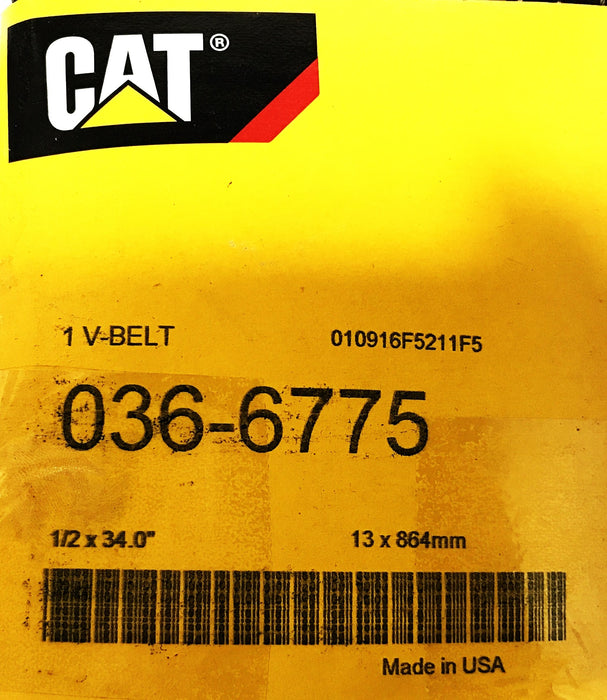 CAT®
1 V-BELT 010916F5211F5
036-6775
1/2 x 34.0" 13 x 864mm
Made in USA